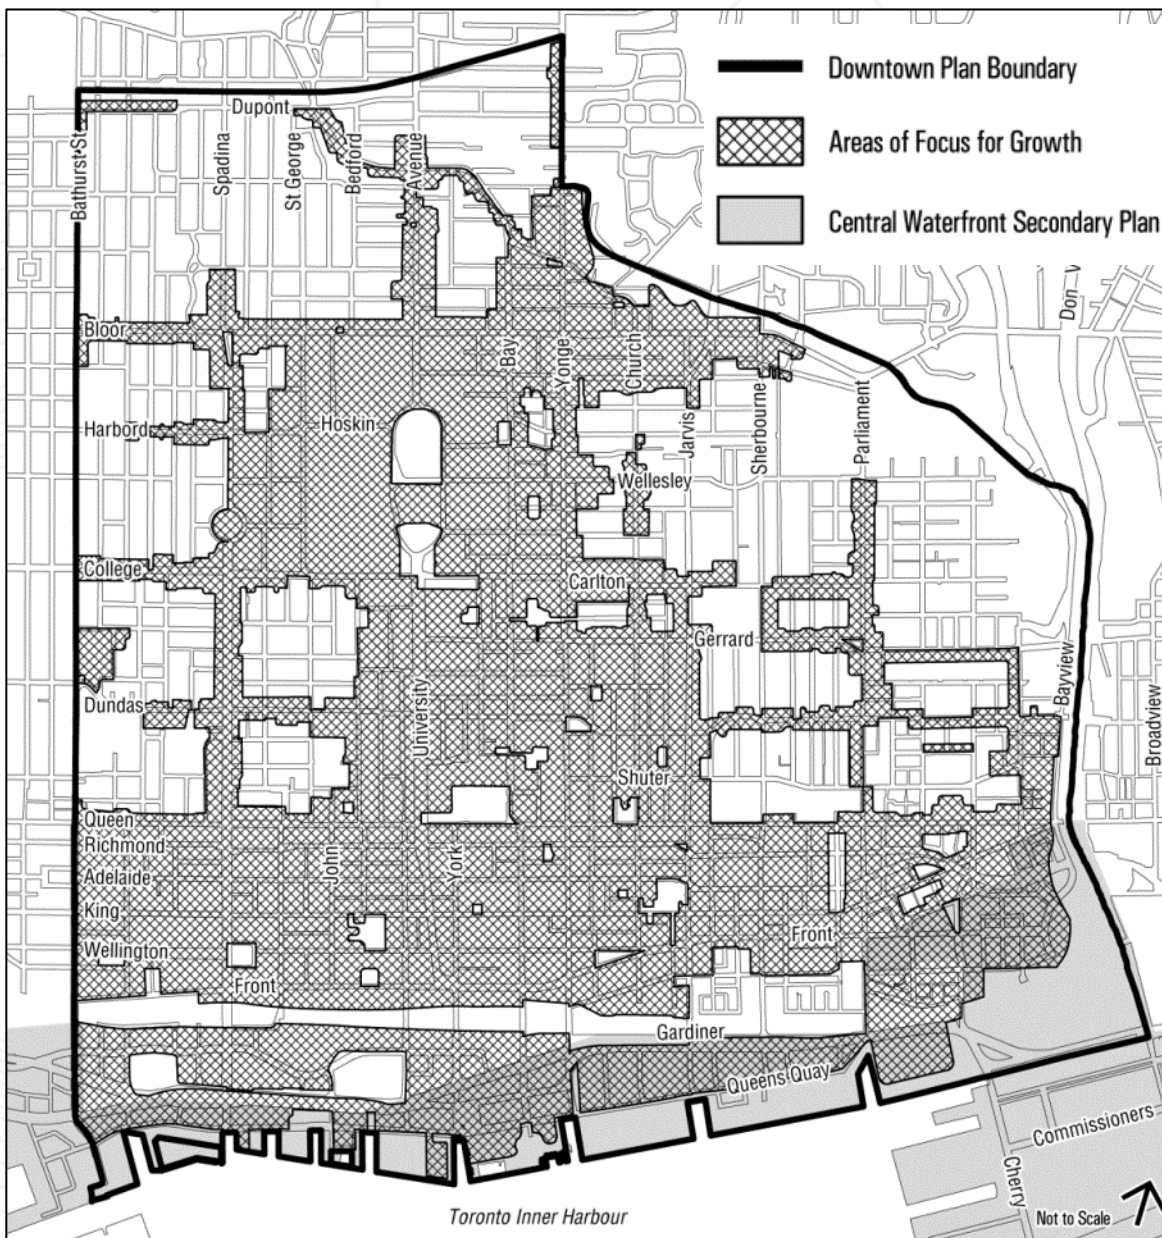 Downtown Plan Boundary
Areas of Focus for Growth
Central Waterfront Secondary Plan
Dupont
Bathurst St.
Spadina
St.George
Bedford
Avenue
Don V
Bloor
Bay
Yonge
Church
Harbord
Hoskin
Jarvis
Sherbourne
Parliament
Wellesley
College
Carlton
Gerrard
Dundas
University
Bayview
Broadview
Shuter
Queen
Richmond
John
York
Adelaide
King
Wellington
Front
Front
Gardiner
Queens Quay
Commissioners
Cherry
Toronto Inner Harbour
Not to Scale